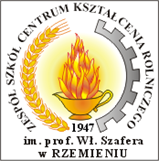 ZESPÓŁ SZKÓŁ CENTRUM KSZTAŁCENIA ROLNICZEGO
1947
im. prof. Wł. Szafera
w RZEMIENIU